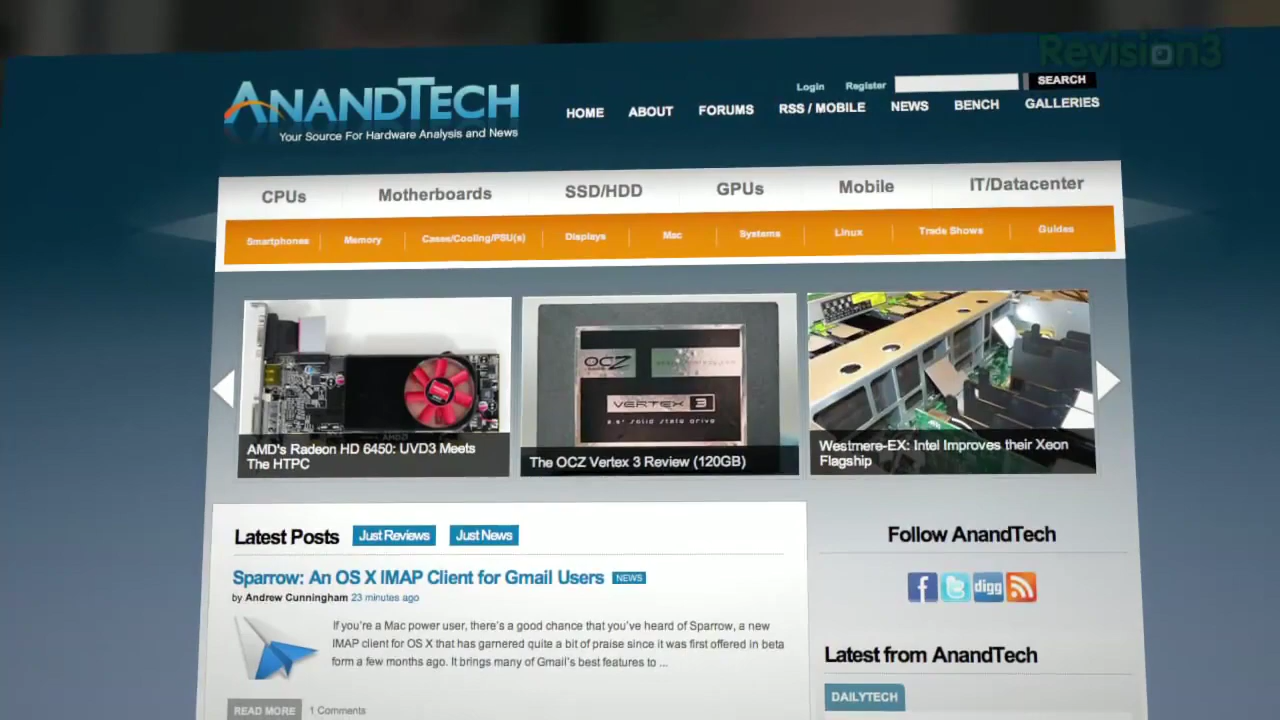 Revision3
ANANDTECH
Your Source For Hardware Analysis and News
Login Register SEARCH
HOME ABOUT FORUMS RSS / MOBILE NEWS BENCH GALLERIES
CPUs Motherboards SSD/HDD GPUs Mobile IT/Datacenter
Smartphones Memory Cases/Cooling/PSU(s) Displays Mac Systems Linux Trade Shows Guides
OCZ
VERTEX 3
2.5" solid state drive
AMD's Radeon HD 6450: UVD3 Meets
The HTPC
The OCZ Vertex 3 Review (120GB)
Westmere-EX: Intel Improves their Xeon
Flagship
Latest Posts Just Reviews Just News
Sparrow: An OS X IMAP Client for Gmail Users NEWS
by Andrew Cunningham 23 minutes ago
If you're a Mac power user, there's a good chance that you've heard of Sparrow, a new
IMAP client for OS X that has garnered quite a bit of praise since it was first offered in beta
form a few months ago. It brings many of Gmail's best features to ...
READ MORE 1 Comments
Follow AnandTech
f t digg
Latest from AnandTech
DAILYTECH